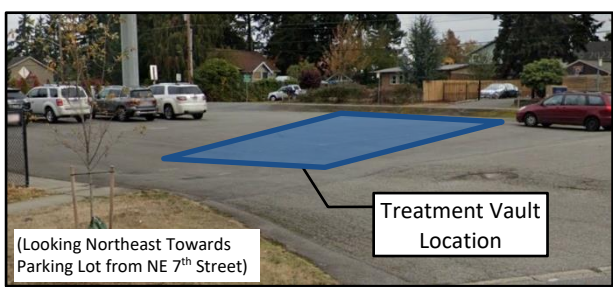 Treatment Vault
Location
(Looking Northeast Towards
Parking Lot from NE 7th Street)